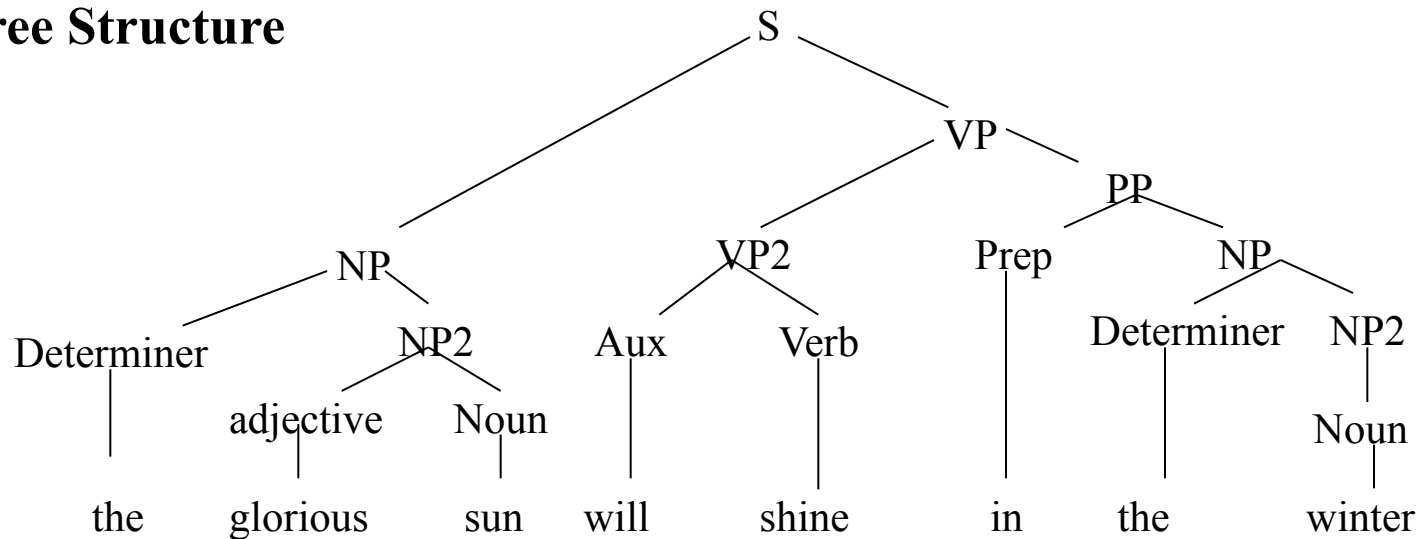 ree Structure
S
VP
PP
NP VP2 Prep NP
Determiner NP2 Aux Verb Determiner NP2
adjective Noun Noun
the glorious sun will shine in the winter